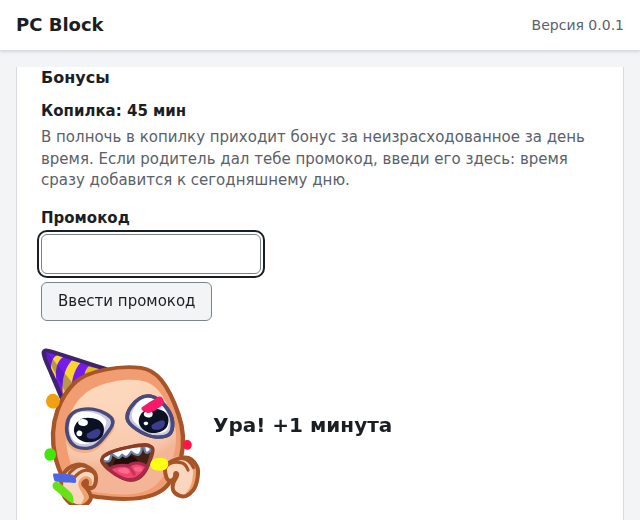 PC Block
Версия 0.0.1
Бонусы
Копилка: 45 мин
В полночь в копилку приходит бонус за неизрасходованное за день
время. Если родитель дал тебе промокод, введи его здесь: время
сразу добавится к сегодняшнему дню.
Промокод
Ввести промокод
Ура! +1 минута